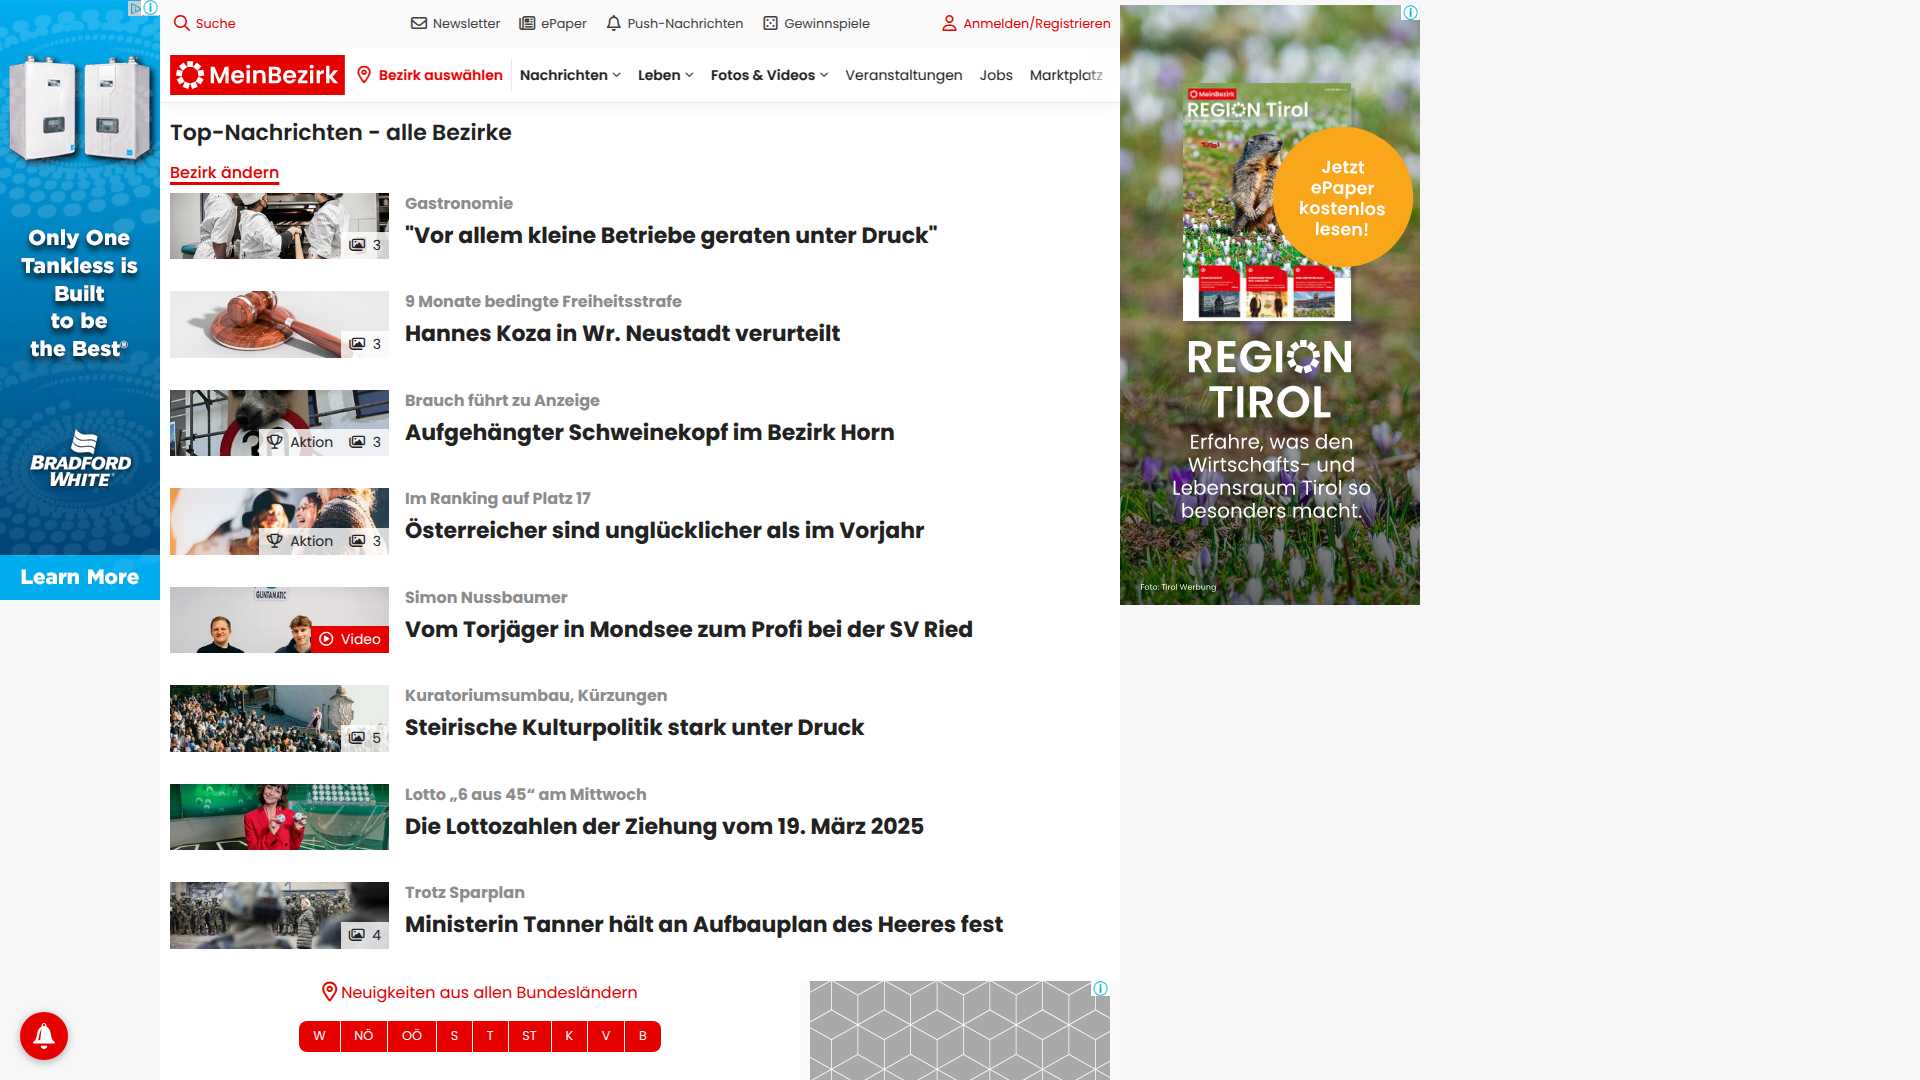 Suche
Newsletter
ePaper
Push-Nachrichten
Gewinnspiele
Anmelden/Registrieren
MeinBezirk
Bezirk auswählen
Nachrichten
Leben
Fotos & Videos
Veranstaltungen
Jobs
Marktplatz
Top-Nachrichten - alle Bezirke
Bezirk ändern
Gastronomie
"Vor allem kleine Betriebe geraten unter Druck"
3
9 Monate bedingte Freiheitsstrafe
Hannes Koza in Wr. Neustadt verurteilt
3
Brauch führt zu Anzeige
Aufgehängter Schweinekopf im Bezirk Horn
Aktion 3
Im Ranking auf Platz 17
Österreicher sind unglücklicher als im Vorjahr
Aktion 3
Simon Nussbaumer
Vom Torjäger in Mondsee zum Profi bei der SV Ried
GUNTAMATIC
Video
Kuratoriumsumbau, Kürzungen
Steirische Kulturpolitik stark unter Druck
5
Lotto „6 aus 45“ am Mittwoch
Die Lottozahlen der Ziehung vom 19. März 2025
Trotz Sparplan
Ministerin Tanner hält an Aufbauplan des Heeres fest
4
Neuigkeiten aus allen Bundesländern
W NÖ OÖ S T ST K V B
Only One
Tankless is
Built
to be
the Best®
BRADFORD
WHITE
Learn More
MeinBezirk
REGION Tirol
Tirol
Jetzt
ePaper
kostenlos
lesen!
REGION
TIROL
Erfahre, was den
Wirtschafts- und
Lebensraum Tirol so
besonders macht.
Foto: Tirol Werbung